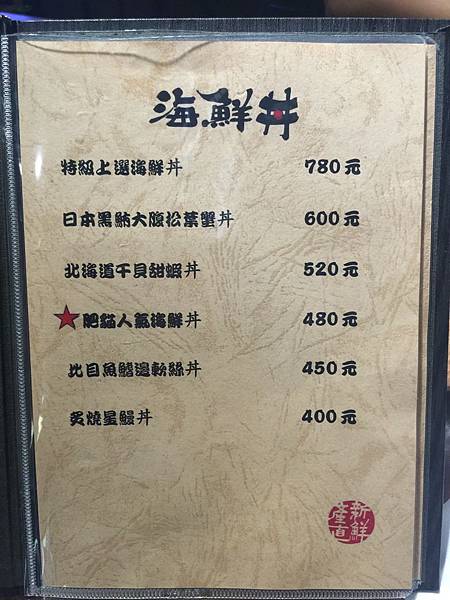 海鮮丼
特級上選海鮮丼 780元
日本黑鮪大腹松葉蟹丼 600元
北海道干貝甜蝦丼 520元
★肥貓人氣海鮮丼 480元
比目魚鰭邊軟絲丼 450元
炙燒星鰻丼 400元
新鮮
產直